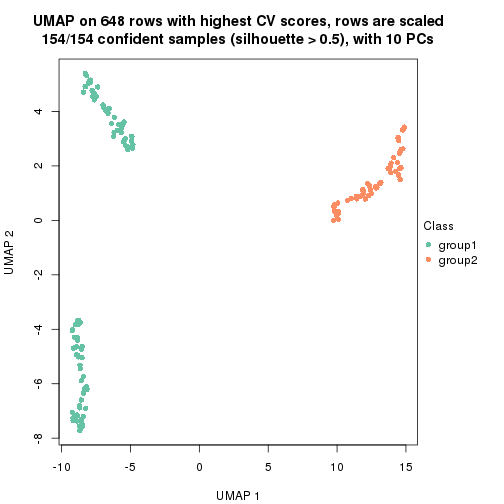 UMAP on 648 rows with highest CV scores, rows are scaled
154/154 confident samples (silhouette > 0.5), with 10 PCs
4
2
0
-2
-4
-6
-8
UMAP 2
-10
-5
0
5
10
15
UMAP 1
Class
group1
group2